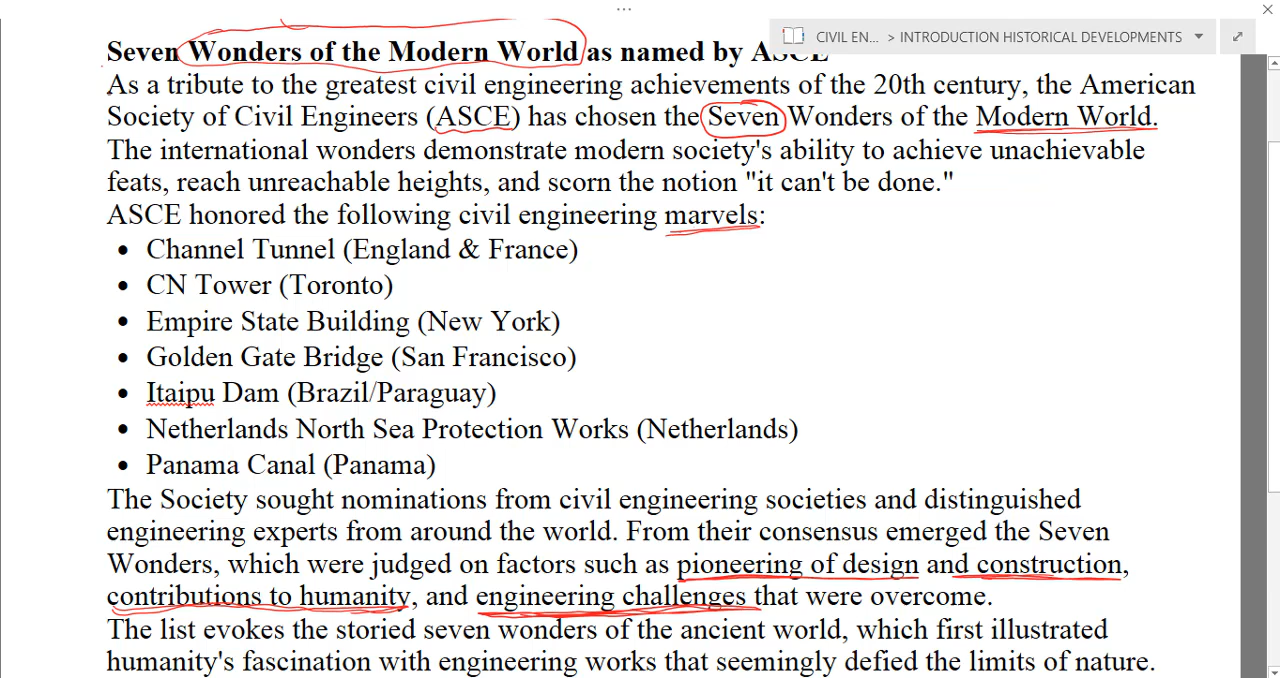 CIVIL EN... > INTRODUCTION HISTORICAL DEVELOPMENTS
Seven Wonders of the Modern World as named by ASCE
As a tribute to the greatest civil engineering achievements of the 20th century, the American
Society of Civil Engineers (ASCE) has chosen the Seven Wonders of the Modern World.
The international wonders demonstrate modern society's ability to achieve unachievable
feats, reach unreachable heights, and scorn the notion "it can't be done."
ASCE honored the following civil engineering marvels:
• Channel Tunnel (England & France)
• CN Tower (Toronto)
• Empire State Building (New York)
• Golden Gate Bridge (San Francisco)
• Itaipu Dam (Brazil/Paraguay)
• Netherlands North Sea Protection Works (Netherlands)
• Panama Canal (Panama)
The Society sought nominations from civil engineering societies and distinguished
engineering experts from around the world. From their consensus emerged the Seven
Wonders, which were judged on factors such as pioneering of design and construction,
contributions to humanity, and engineering challenges that were overcome.
The list evokes the storied seven wonders of the ancient world, which first illustrated
humanity's fascination with engineering works that seemingly defied the limits of nature.